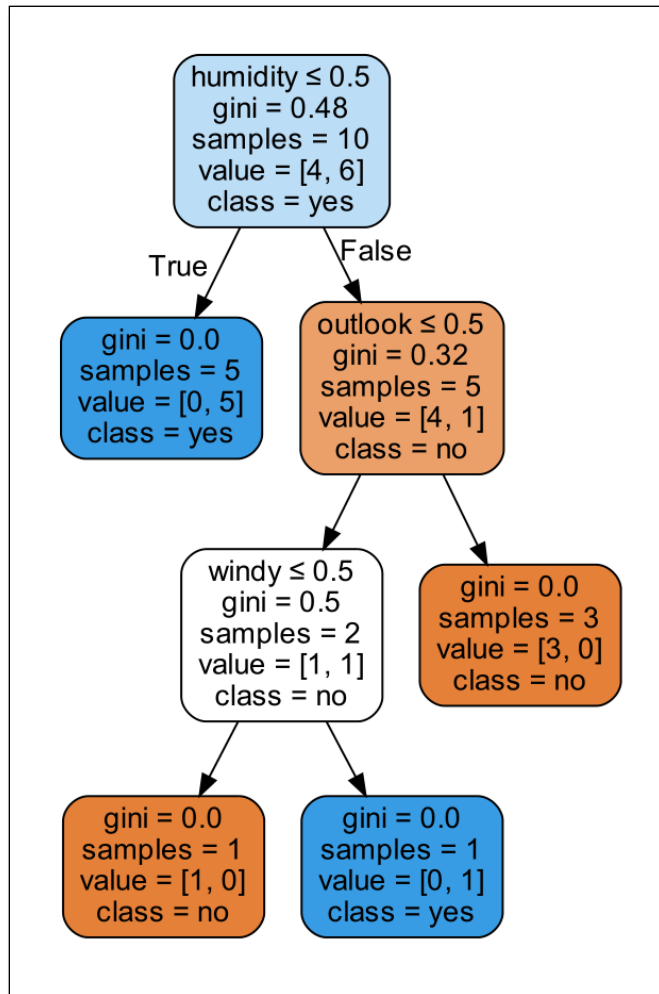 humidity ≤ 0.5
gini = 0.48
samples = 10
value = [4, 6]
class = yes
True
False
gini = 0.0
samples = 5
value = [0, 5]
class = yes
outlook ≤ 0.5
gini = 0.32
samples = 5
value = [4, 1]
class = no
windy ≤ 0.5
gini = 0.5
samples = 2
value = [1, 1]
class = no
gini = 0.0
samples = 3
value = [3, 0]
class = no
gini = 0.0
samples = 1
value = [1, 0]
class = no
gini = 0.0
samples = 1
value = [0, 1]
class = yes